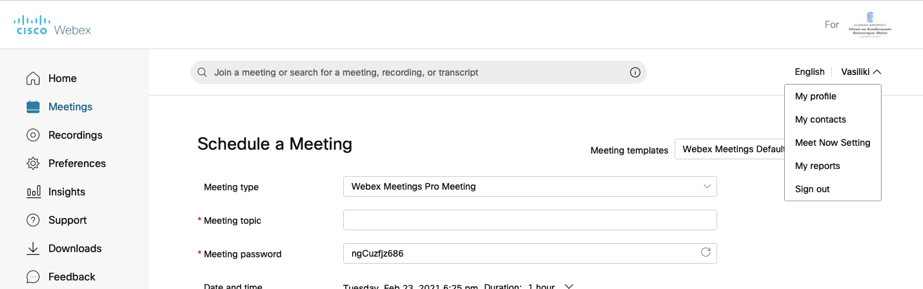 CISCO Webex
For
Home
Meetings
Recordings
Preferences
Insights
Support
Downloads
Feedback
Join a meeting or search for a meeting, recording, or transcript
English
Vasiliki
My profile
My contacts
Meet Now Setting
My reports
Sign out
Schedule a Meeting
Meeting templates
Webex Meetings Default
Meeting type
Webex Meetings Pro Meeting
* Meeting topic
* Meeting password
ngCuzfjz686
Date and time
Tuesday, Feb 23, 2021 6:25 pm Duration: 1 hour